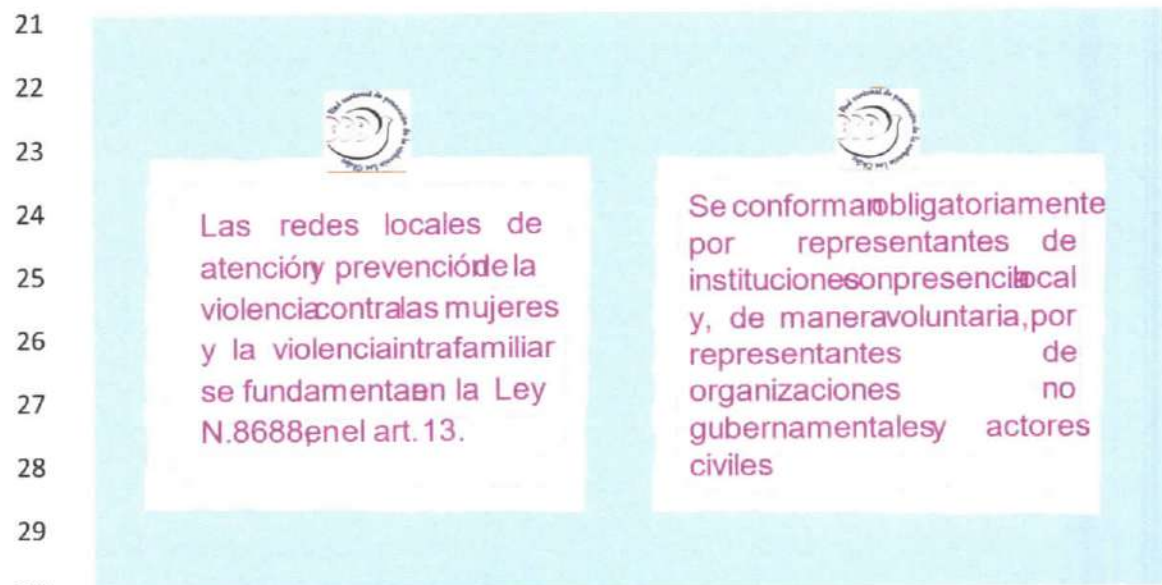 21
22
23
24
25
26
27
28
29
Las redes locales de
atención y prevención de la
violencia contra las mujeres
y la violencia intrafamiliar
se fundamentan en la Ley
N.8688, en el art. 13.
Se conforman obligatoriamente
por representantes de
instituciones con presencia local
y, de manera voluntaria, por
representantes de
organizaciones no
gubernamentales y actores
civiles